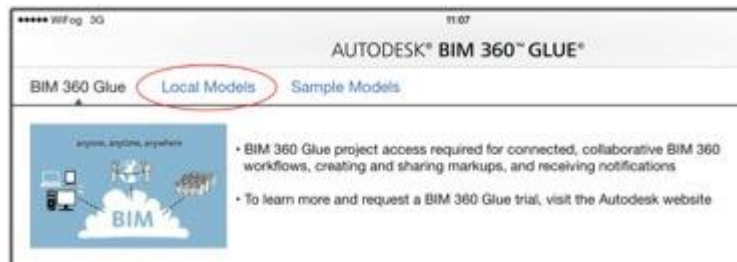 WiFog 3G 11:07
AUTODESK® BIM 360™ GLUE®
BIM 360 Glue Local Models Sample Models
anyone, anytime, anywhere
BIM
• BIM 360 Glue project access required for connected, collaborative BIM 360
workflows, creating and sharing markups, and receiving notifications
• To learn more and request a BIM 360 Glue trial, visit the Autodesk website